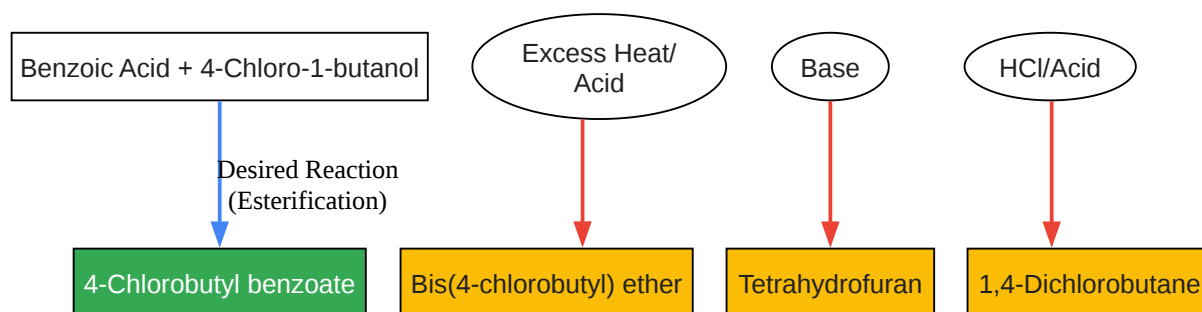 Benzoic Acid + 4-Chloro-1-butanol
Excess Heat/
Acid
Base
HCl/Acid
Desired Reaction
(Esterification)
4-Chlorobutyl benzoate
Bis(4-chlorobutyl) ether
Tetrahydrofuran
1,4-Dichlorobutane